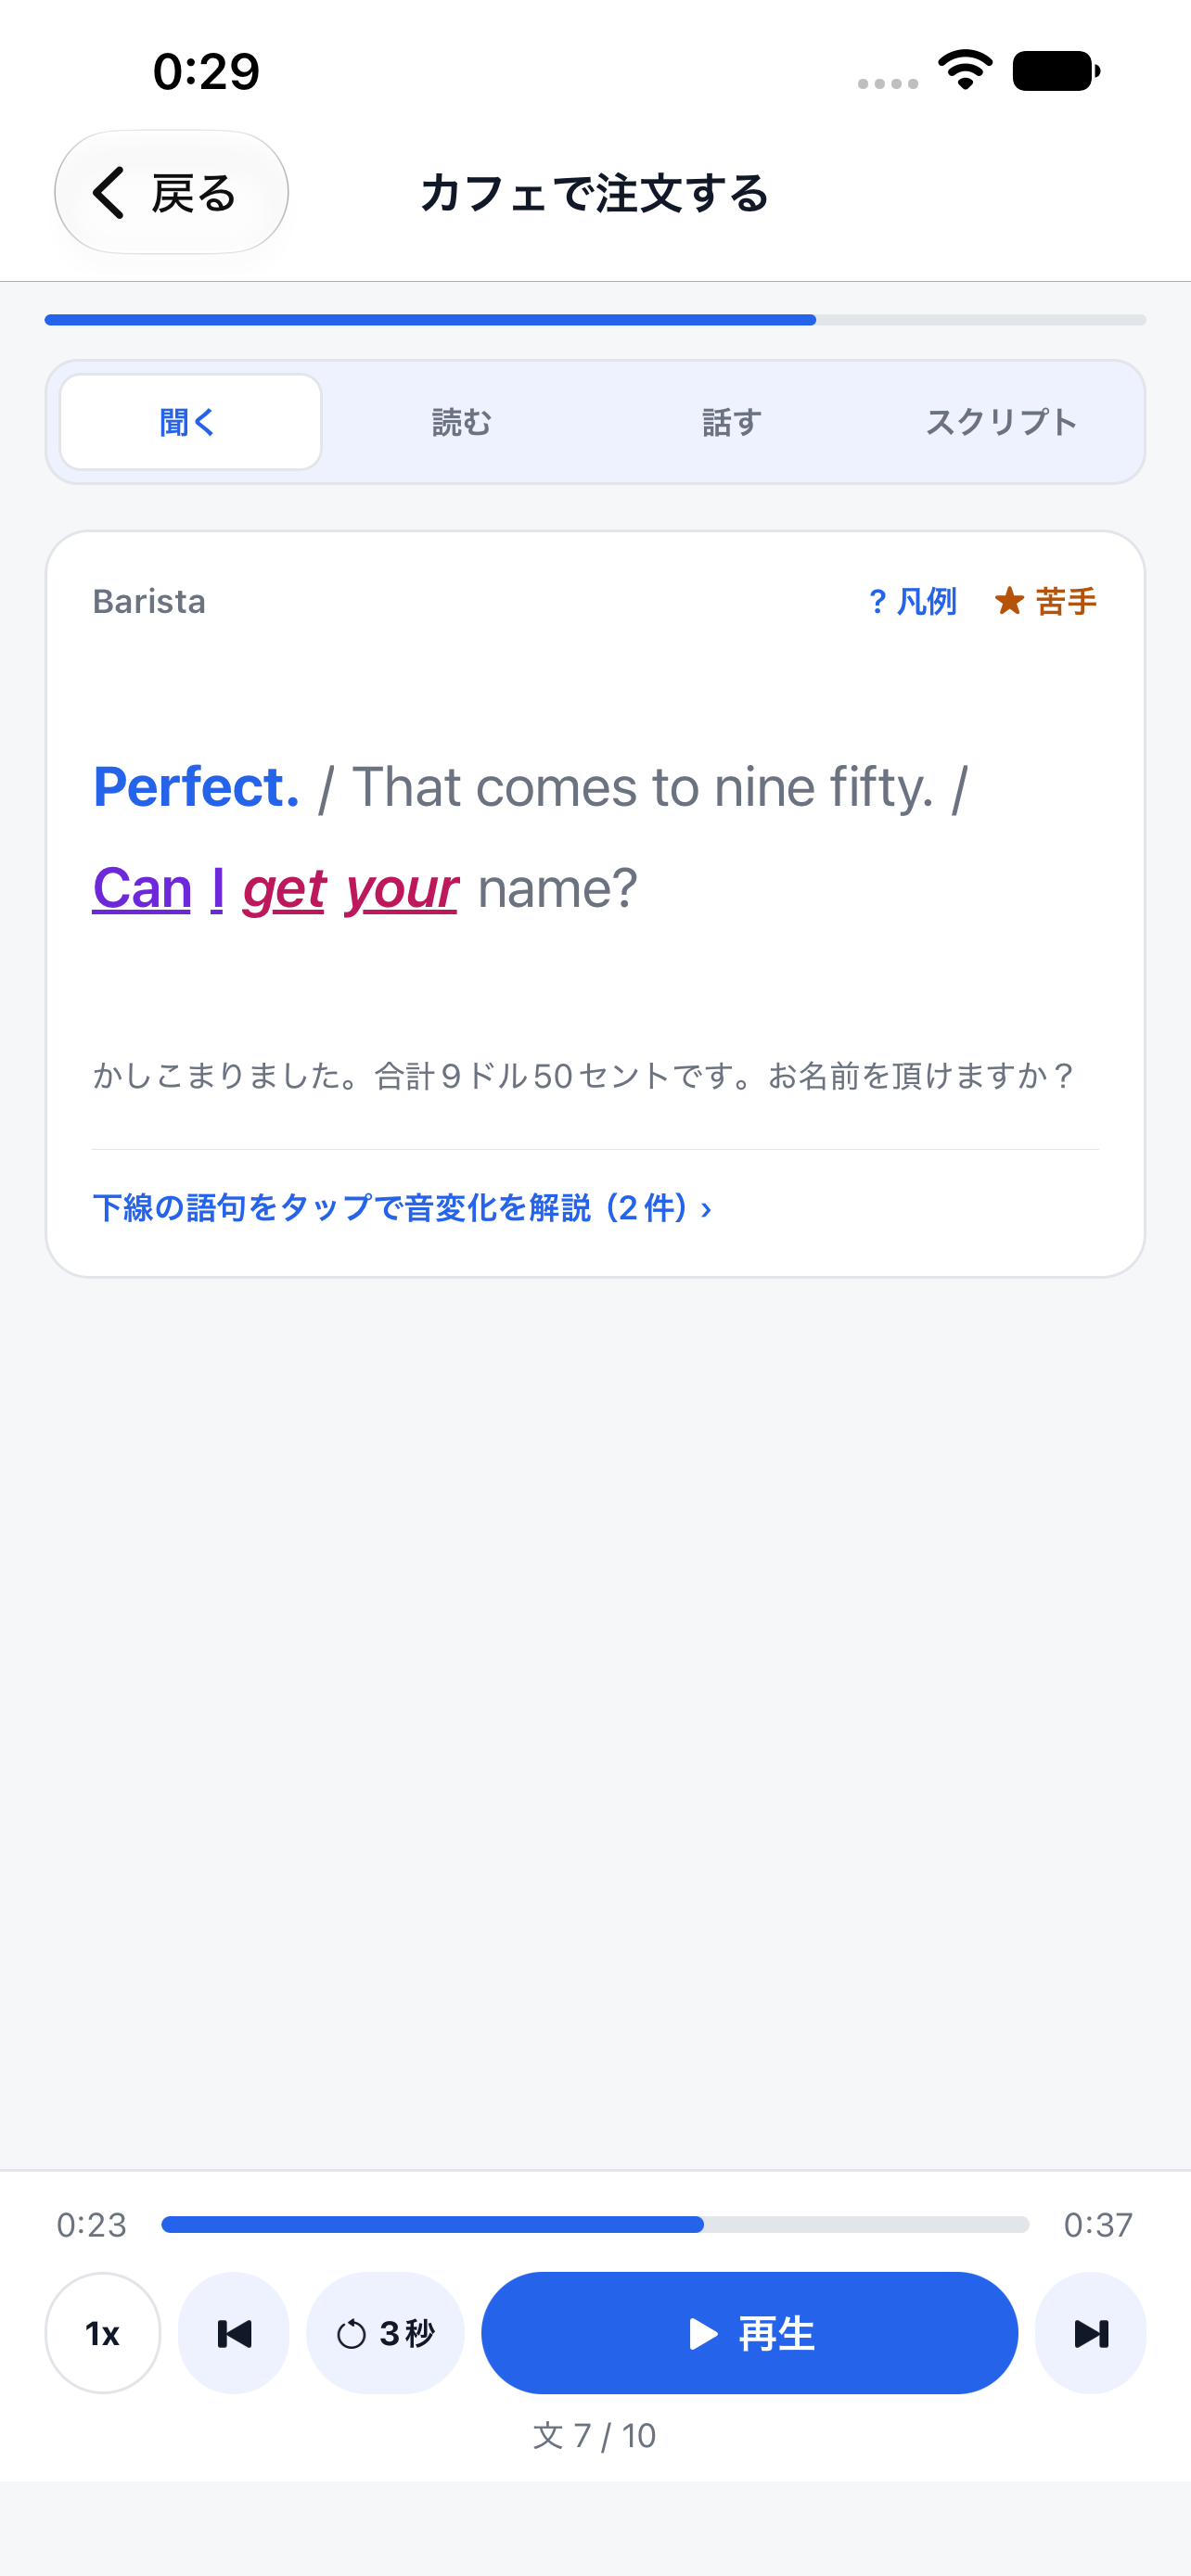 0:29
戻る
カフェで注文する
聞く 読む 話す スクリプト
Barista ? 凡例 ★ 苦手
Perfect. / That comes to nine fifty. /
Can I get your name?
かしこまりました。合計9ドル50セントです。お名前を頂けますか？
下線の語句をタップで音変化を解説（2件）›
0:23 0:37
1x 3秒 再生
文 7 / 10